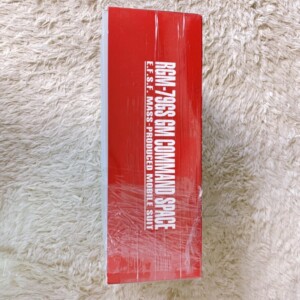 RGM-79GS GM COMMAND SPACE
E.F.S.F. MASS-PRODUCED MOBILE SUIT